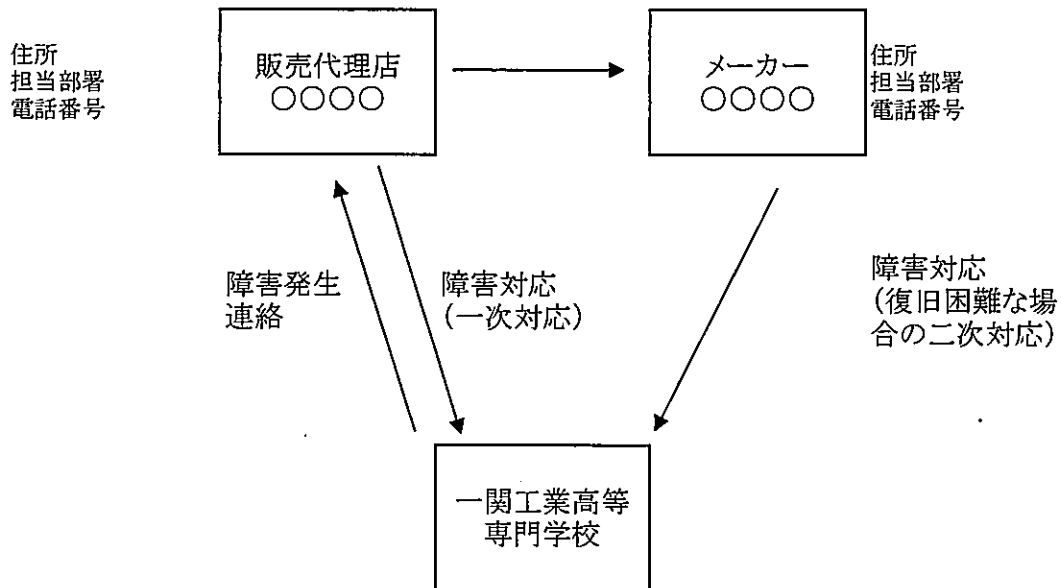 住所
担当部署
電話番号
販売代理店
○○○○
メーカー
○○○○
住所
担当部署
電話番号
障害発生
連絡
障害対応
(一次対応)
障害対応
(復旧困難な場
合の二次対応)
一関工業高等
専門学校